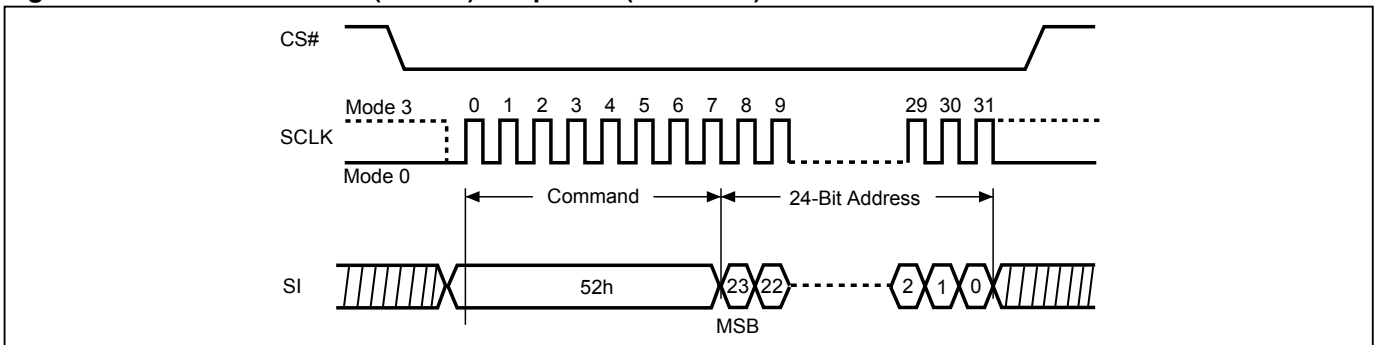 CS#
Mode 3 0 1 2 3 4 5 6 7 8 9 29 30 31
SCLK
Mode 0
Command 24-Bit Address
SI 52h 23 22 2 1 0
MSB